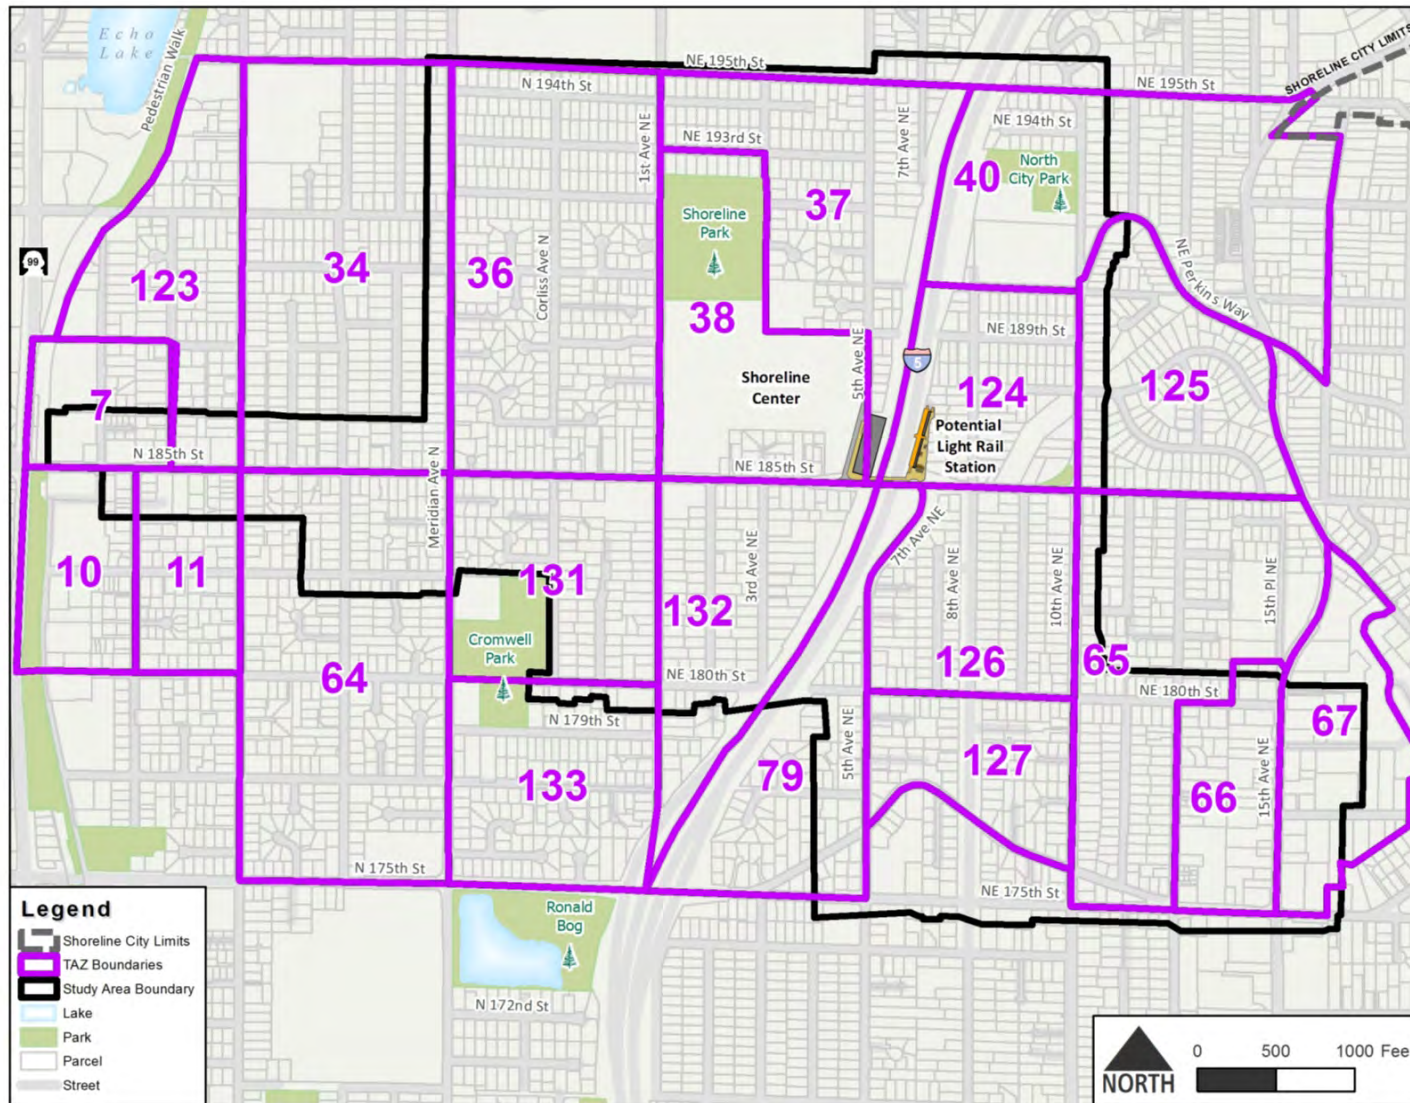 Echo
Lake
Pedestrian Walk
NE 195th St
N 194th St
NE 195th St
SHORELINE CITY LIMITS
1st Ave NE
NE 193rd St
7th Ave NE
NE 194th St
North
City Park
40
37
Shoreline
Park
99
123
34
36
Corliss Ave N
38
NE Perkins Way
NE 189th St
5
5th Ave NE
Shoreline
Center
124
125
7
Potential
Light Rail
Station
N 185th St
NE 185th St
Meridian Ave N
7th Ave NE
10
11
131
132
3rd Ave NE
8th Ave NE
10th Ave NE
15th Pl NE
Cromwell
Park
64
NE 180th St
126
65
NE 180th St
N 179th St
67
133
79
5th Ave NE
127
66
15th Ave NE
N 175th St
NE 175th St
Ronald
Bog
N 172nd St
Legend
Shoreline City Limits
TAZ Boundaries
Study Area Boundary
Lake
Park
Parcel
Street
NORTH
0 500 1000 Fee